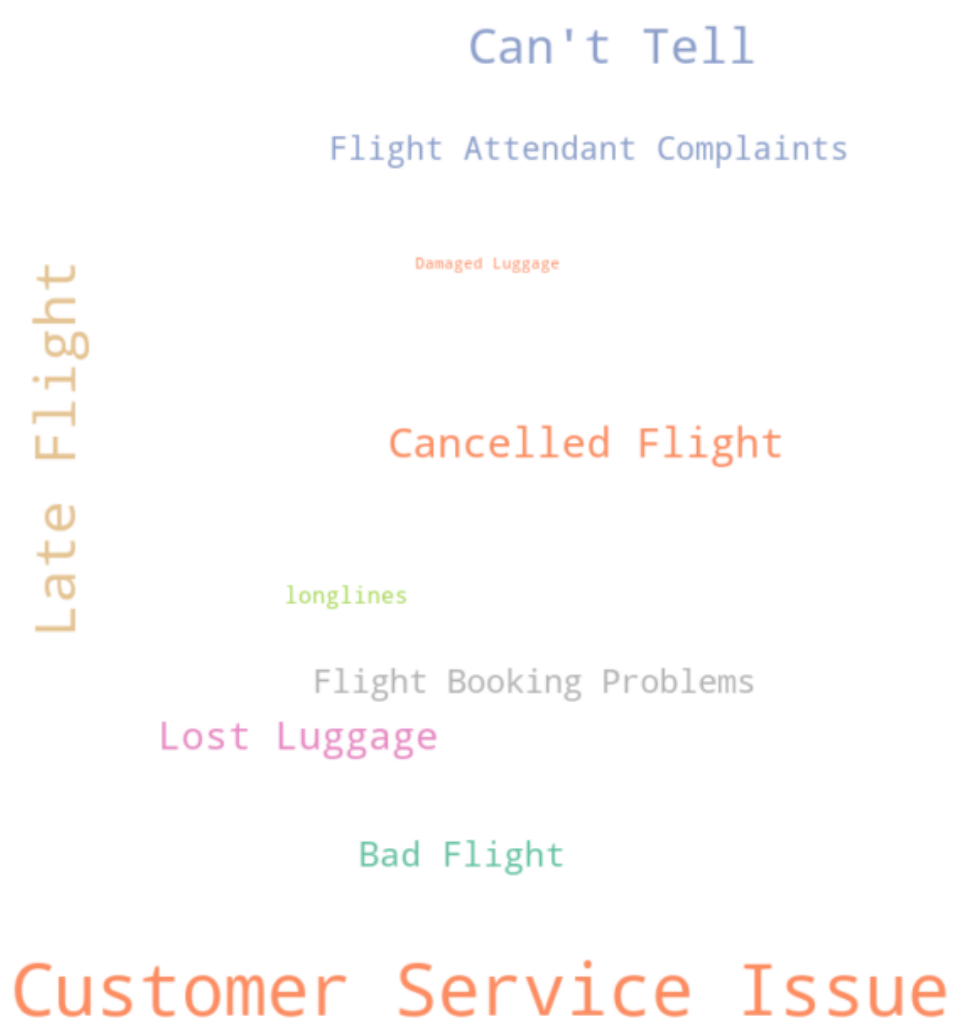 Can't Tell
Flight Attendant Complaints
Damaged Luggage
Late Flight
Cancelled Flight
longlines
Flight Booking Problems
Lost Luggage
Bad Flight
Customer Service Issue